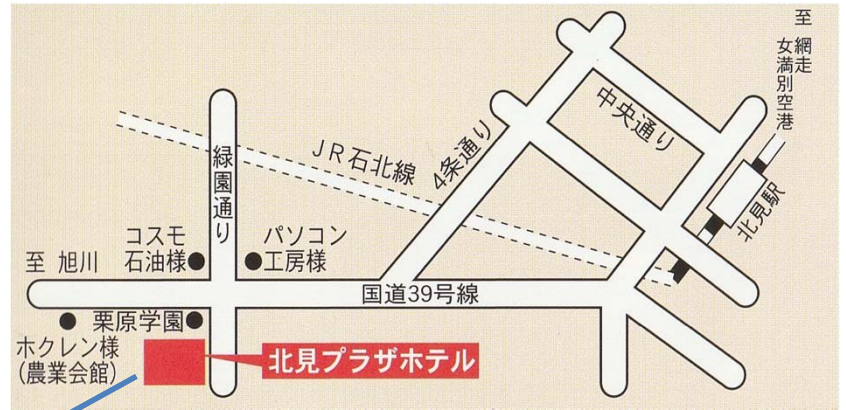 至 網走
女満別空港
中央通り
4条通り
JR石北線
北見駅
緑園通り
コスモ
石油様
パソコン
工房様
至 旭川
国道39号線
栗原学園
ホクレン様
(農業会館)
北見プラザホテル